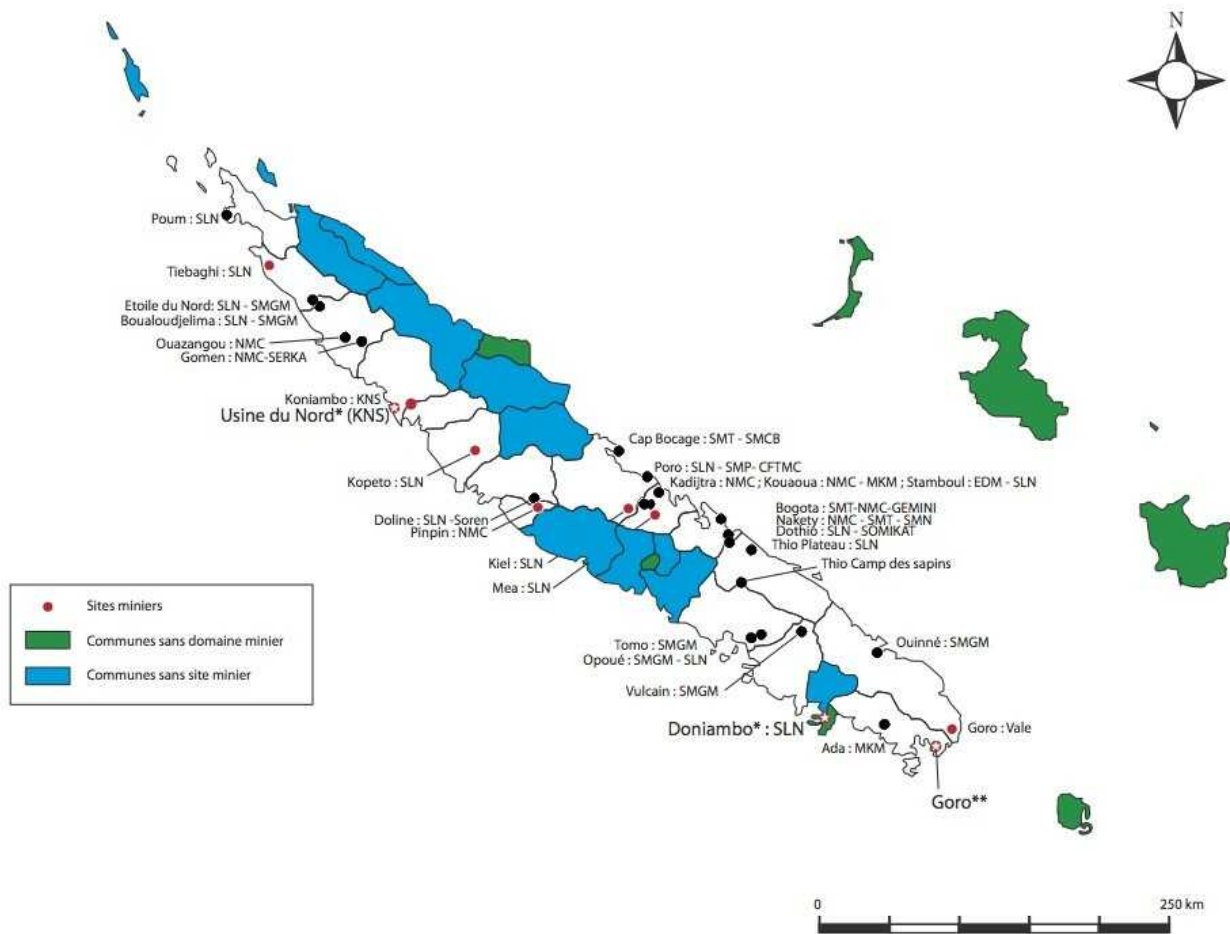 N
Poum : SLN
Tiebaghi : SLN
Etoile du Nord: SLN - SMGM
Boualoudjelima : SLN - SMGM
Ouazangou : NMC
Gomen : NMC-SERKA
Koniambo : KNS
Usine du Nord* (KNS)
Cap Bocage : SMT - SMCB
Poro : SLN - SMP- CFTMC
Kadijtra : NMC ; Kouaoua : NMC - MKM ; Stamboul : EDM - SLN
Kopeto : SLN
Bogota : SMT-NMC-GEMINI
Nakety : NMC - SMT - SMN
Dothio : SLN - SOMIKAT
Thio Plateau : SLN
Doline : SLN -Soren
Pinpin : NMC
Kiel : SLN
Mea : SLN
Thio Camp des sapins
Sites miniers
Communes sans domaine minier
Communes sans site minier
Tomo : SMGM
Opoué : SMGM - SLN
Ouinné : SMGM
Vulcain : SMGM
Doniambo* : SLN
Goro : Vale
Ada : MKM
Goro**
0 250 km